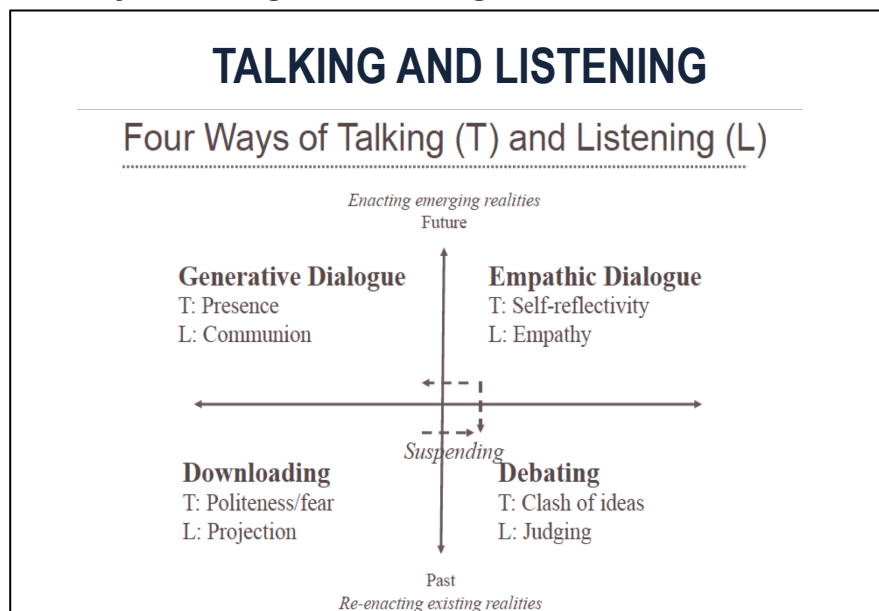 TALKING AND LISTENING
Four Ways of Talking (T) and Listening (L)
Enacting emerging realities
Future
Generative Dialogue
T: Presence
L: Communion
Empathic Dialogue
T: Self-reflectivity
L: Empathy
Suspending
Downloading
T: Politeness/fear
L: Projection
Debating
T: Clash of ideas
L: Judging
Past
Re-enacting existing realities